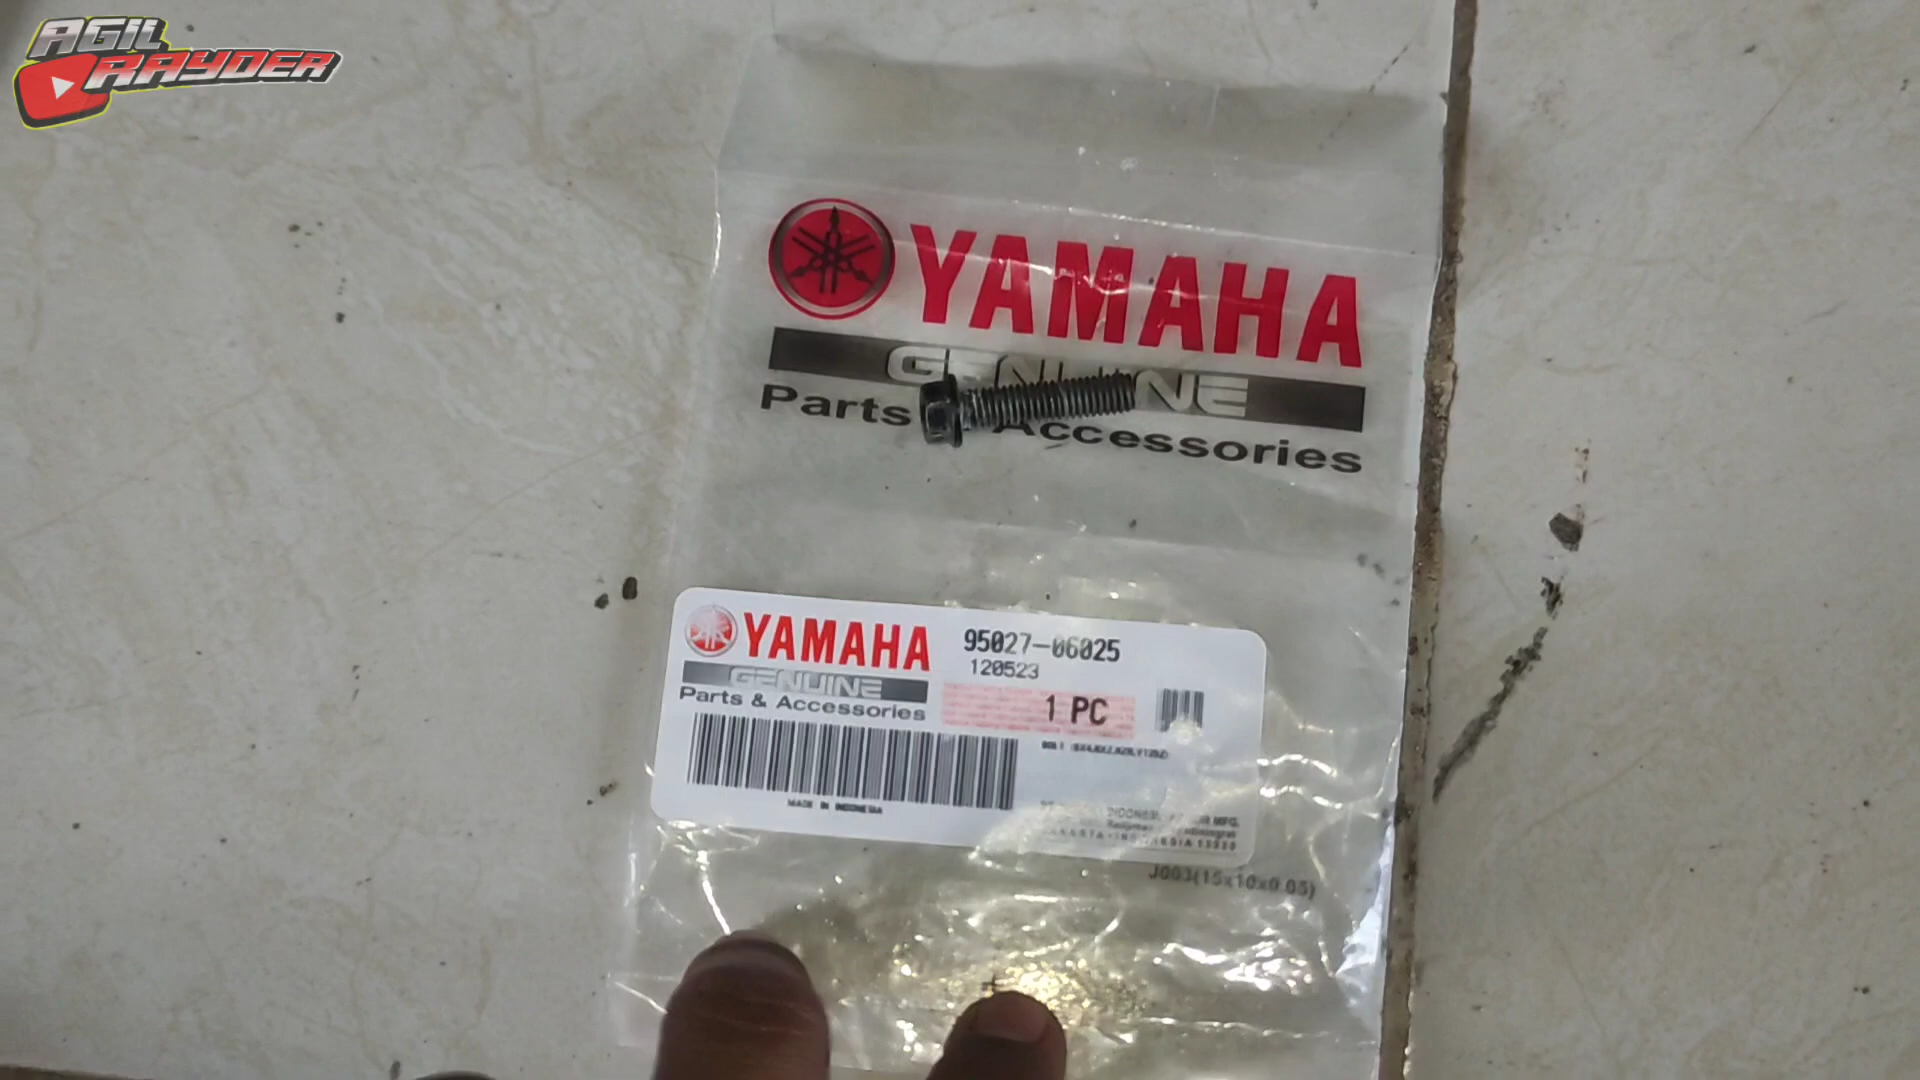 AGIL
RAYDER
YAMAHA
GENUINE
Parts Accessories
YAMAHA
GENUINE
Parts & Accessories
95027-06025
120523
1 PC
MADE IN INDONESIA
MFG.
J003(15x10x0.05)